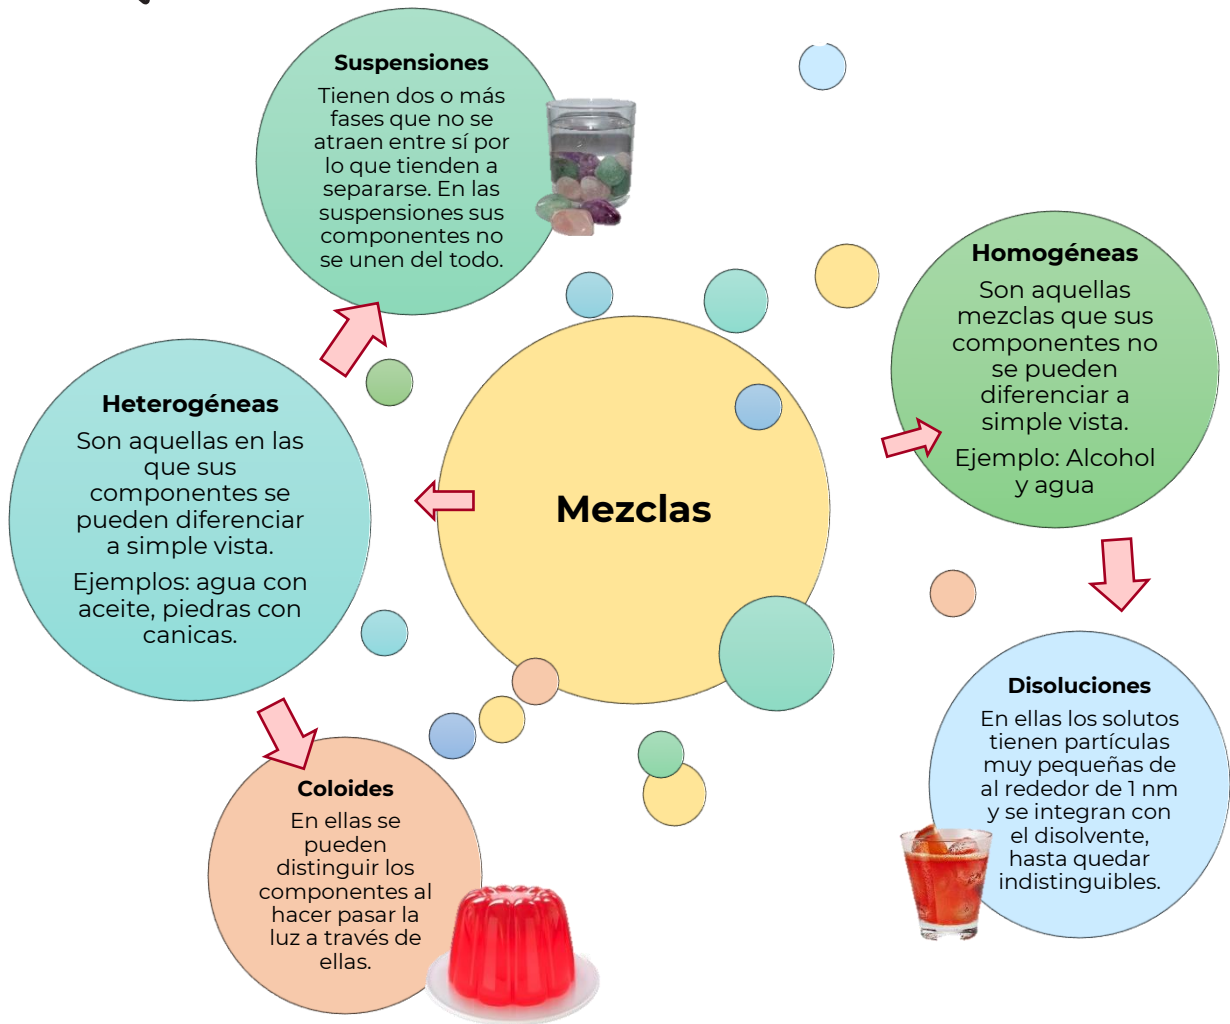 Suspensiones
Tienen dos o más
fases que no se
atraen entre sí por
lo que tienden a
separarse. En las
suspensiones sus
componentes no
se unen del todo.
Homogéneas
Son aquellas
mezclas que sus
componentes no
se pueden
diferenciar a
simple vista.
Ejemplo: Alcohol
y agua
Heterogéneas
Son aquellas en las
que sus
componentes se
pueden diferenciar
a simple vista.
Ejemplos: agua con
aceite, piedras con
canicas.
Mezclas
Disoluciones
En ellas los solutos
tienen partículas
muy pequeñas de
al rededor de 1 nm
y se integran con
el disolvente,
hasta quedar
indistinguibles.
Coloides
En ellas se
pueden
distinguir los
componentes al
hacer pasar la
luz a través de
ellas.